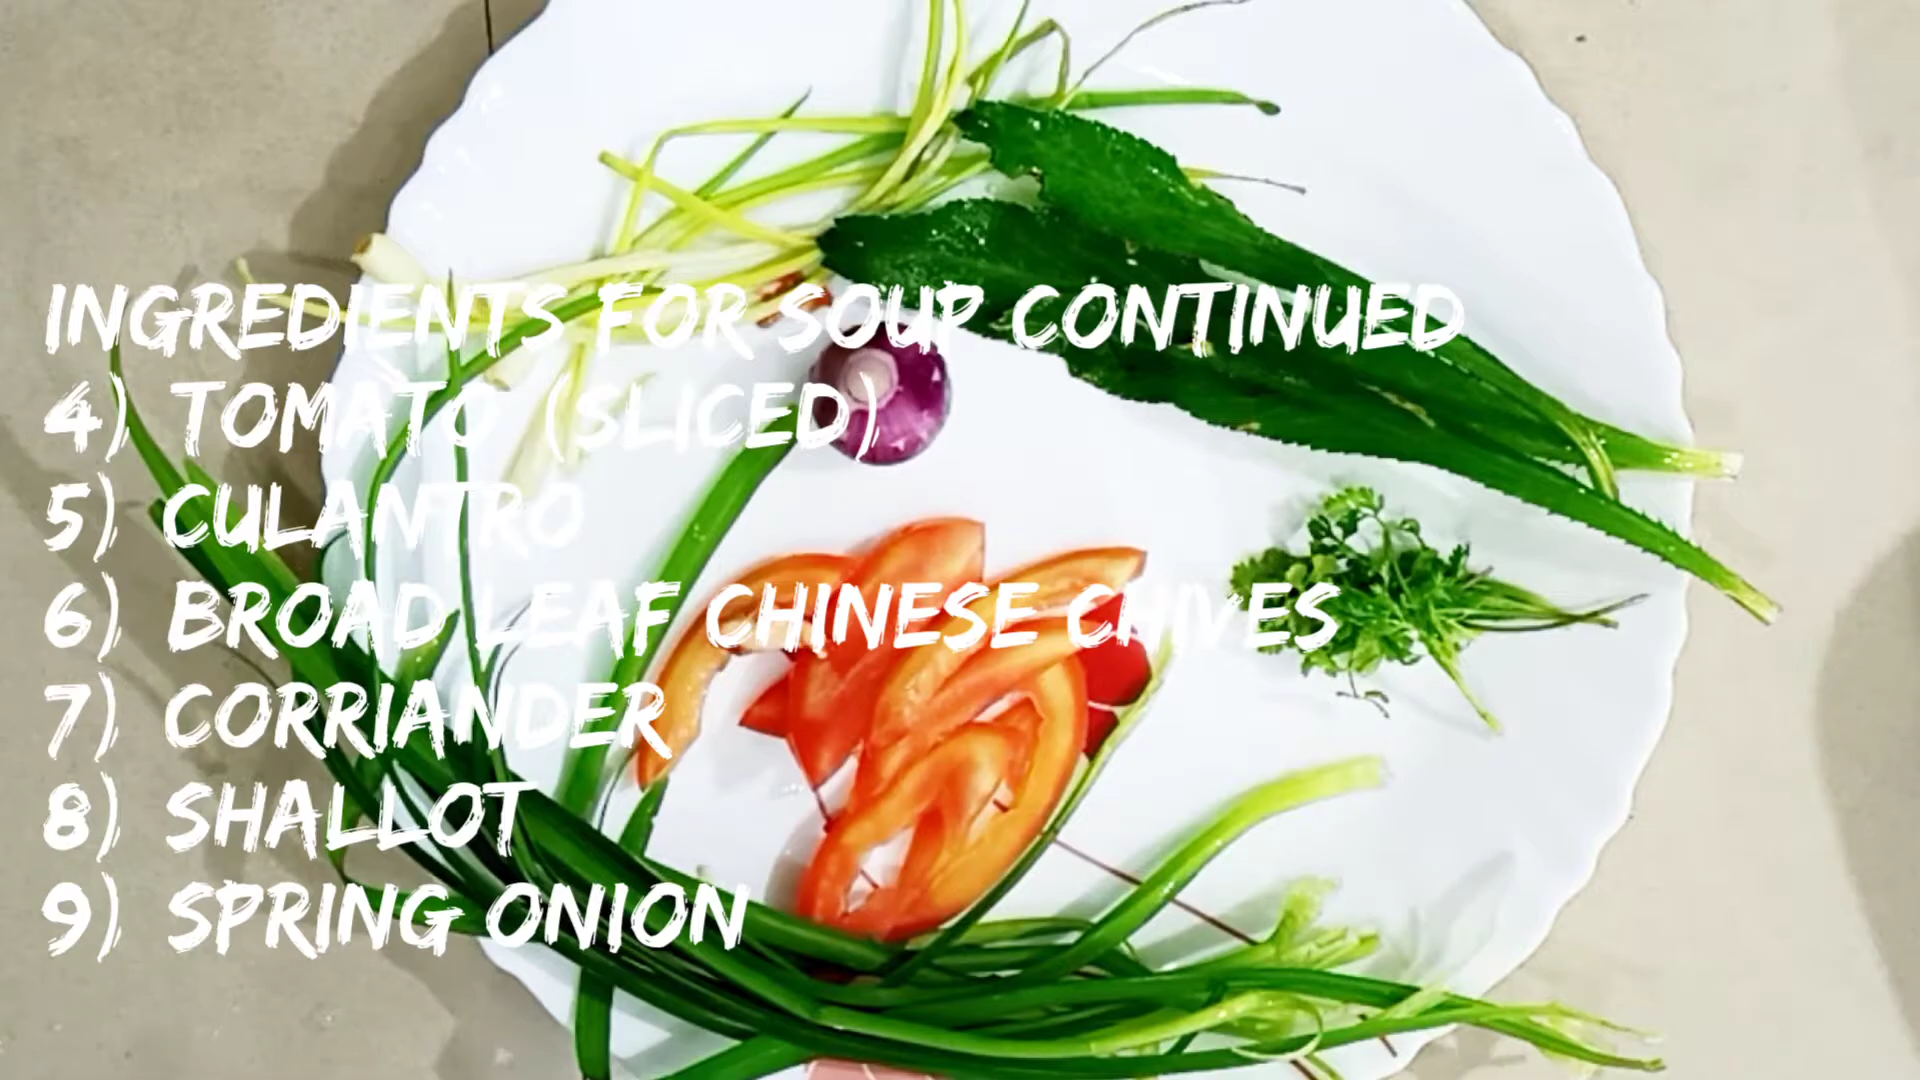 INGREDIENTS FOR SOUP CONTINUED
4) TOMATO (SLICED)
5) CULANTRO
6) BROAD LEAF CHINESE CHIVES
7) CORRIANDER
8) SHALLOT
9) SPRING ONION